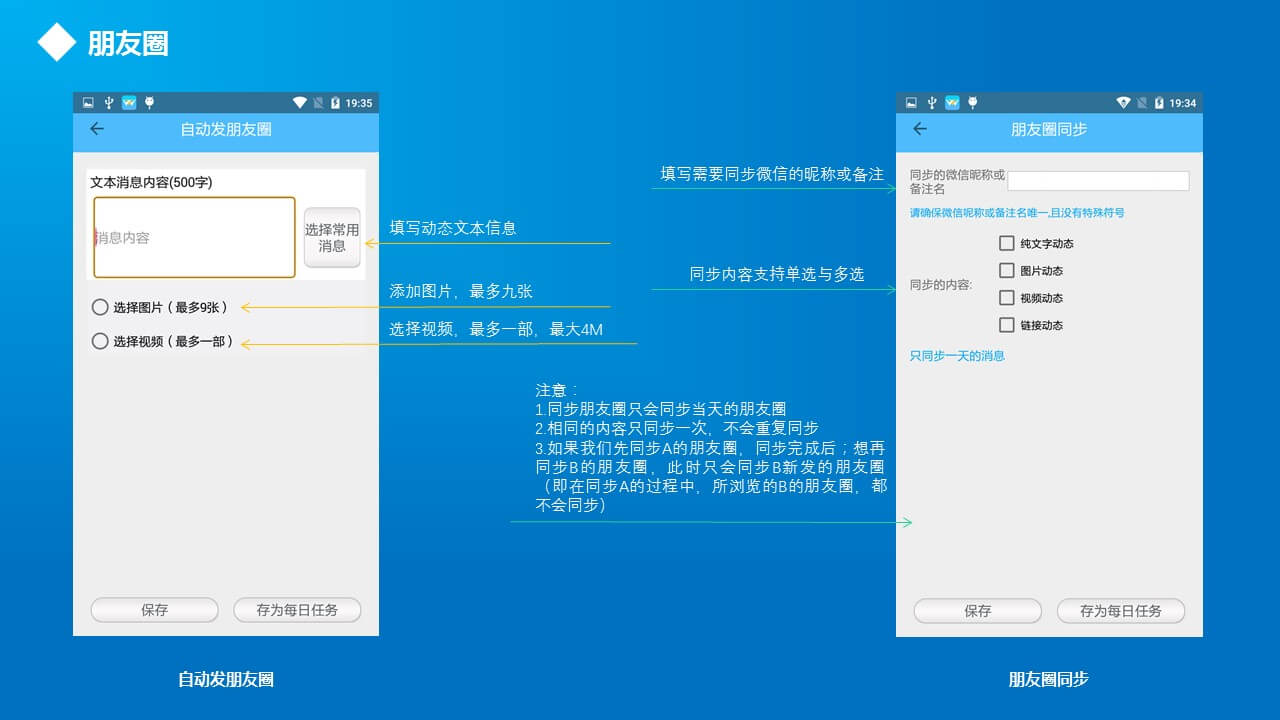 朋友圈
19:35
自动发朋友圈
文本消息内容(500字)
消息内容
选择常用
消息
选择图片（最多9张）
选择视频（最多一部）
保存
存为每日任务
自动发朋友圈
填写动态文本信息
添加图片，最多九张
选择视频，最多一部，最大4M
填写需要同步微信的昵称或备注
同步内容支持单选与多选
注意：
1.同步朋友圈只会同步当天的朋友圈
2.相同的内容只同步一次，不会重复同步
3.如果我们先同步A的朋友圈，同步完成后；想再
同步B的朋友圈，此时只会同步B新发的朋友圈
（即在同步A的过程中，所浏览的B的朋友圈，都
不会同步）
19:34
朋友圈同步
同步的微信昵称或
备注名
请确保微信昵称或备注名唯一,且没有特殊符号
同步的内容:
纯文字动态
图片动态
视频动态
链接动态
只同步一天的消息
保存
存为每日任务
朋友圈同步